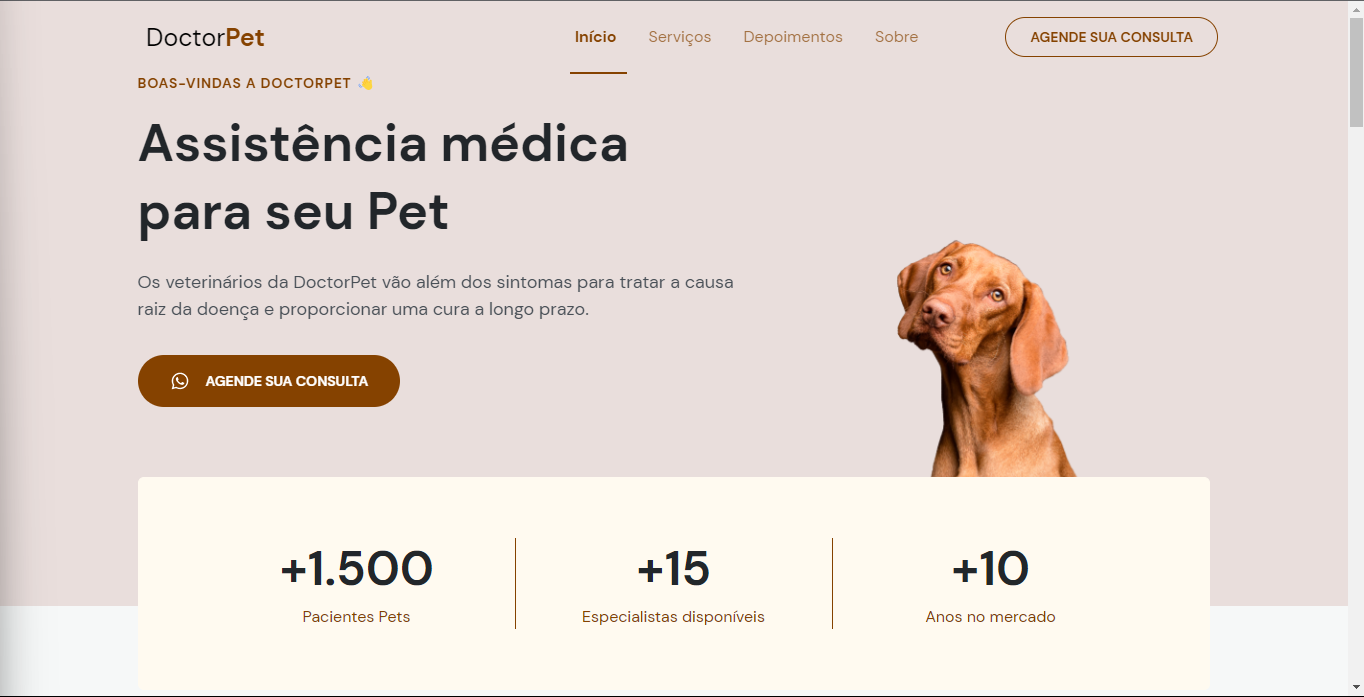 DoctorPet
Início
Serviços
Depoimentos
Sobre
AGENDE SUA CONSULTA
BOAS-VINDAS A DOCTORPET 👋
Assistência médica
para seu Pet
Os veterinários da DoctorPet vão além dos sintomas para tratar a causa
raiz da doença e proporcionar uma cura a longo prazo.
AGENDE SUA CONSULTA
+1.500
Pacientes Pets
+15
Especialistas disponíveis
+10
Anos no mercado